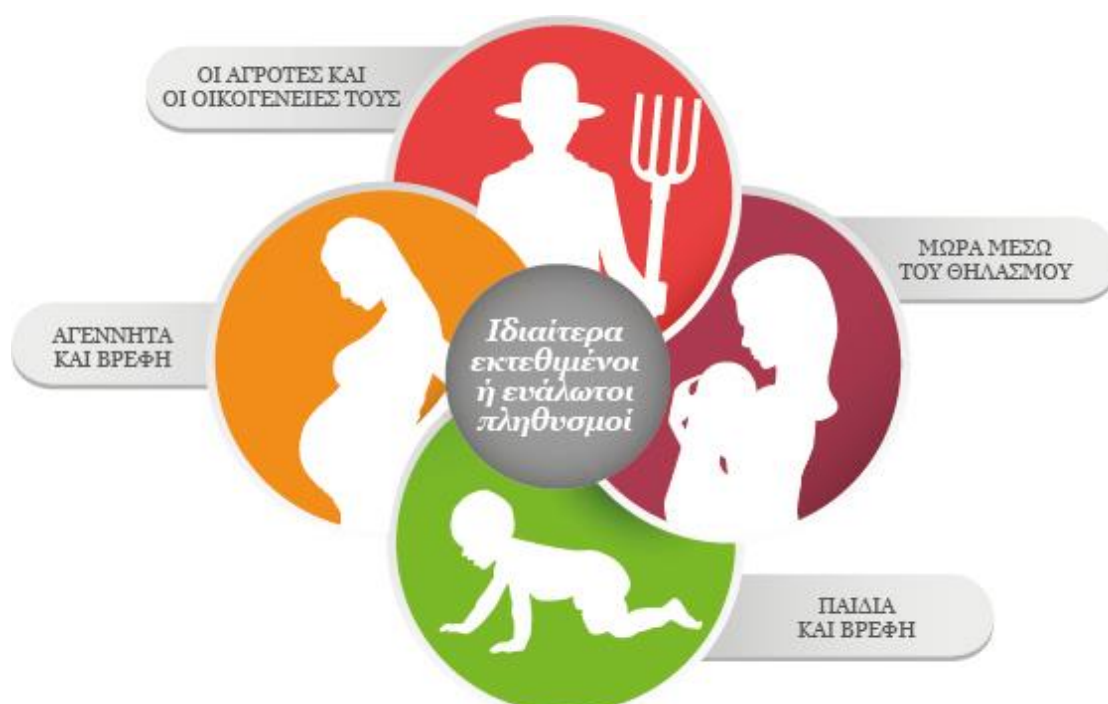 ΟΙ ΑΓΡΟΤΕΣ ΚΑΙ
ΟΙ ΟΙΚΟΓΕΝΕΙΕΣ ΤΟΥΣ
ΜΩΡΑ ΜΕΣΩ
ΤΟΥ ΘΗΛΑΣΜΟΥ
ΑΓΕΝΝΗΤΑ
ΚΑΙ ΒΡΕΦΗ
Ιδιαίτερα
εκτεθιμένοι
ή ευάλωτοι
πληθυσμοί
ΠΑΙΔΙΑ
ΚΑΙ ΒΡΕΦΗ